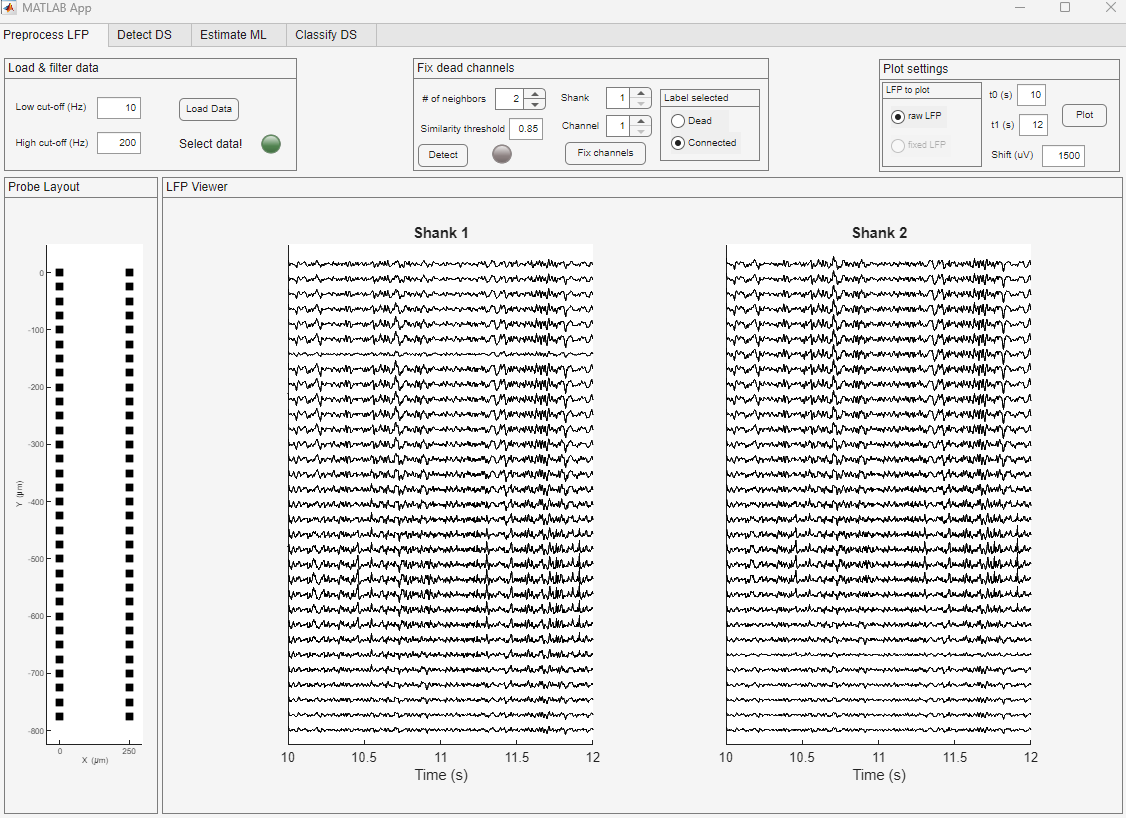 MATLAB App
Preprocess LFP Detect DS Estimate ML Classify DS
Load & filter data
Low cut-off (Hz) 10 Load Data
High cut-off (Hz) 200 Select data!
Fix dead channels
# of neighbors 2 Shank 1
Similarity threshold 0.85 Channel 1
Detect Fix channels
Label selected
Dead
Connected
Plot settings
LFP to plot
raw LFP
fixed LFP
t0 (s) 10
t1 (s) 12 Plot
Shift (uV) 1500
Probe Layout
0
-100
-200
-300
-400
-500
-600
-700
-800
Y (µm)
0 250
X (µm)
LFP Viewer
Shank 1
10 10.5 11 11.5 12
Time (s)
Shank 2
10 10.5 11 11.5 12
Time (s)